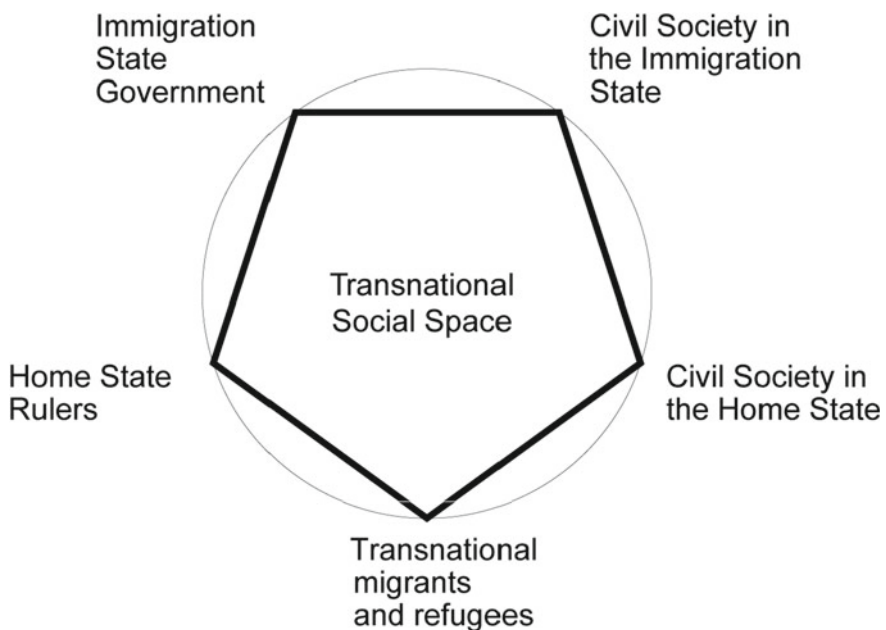 Immigration
State
Government
Civil Society in
the Immigration
State
Transnational
Social Space
Home State
Rulers
Civil Society in
the Home State
Transnational
migrants
and refugees